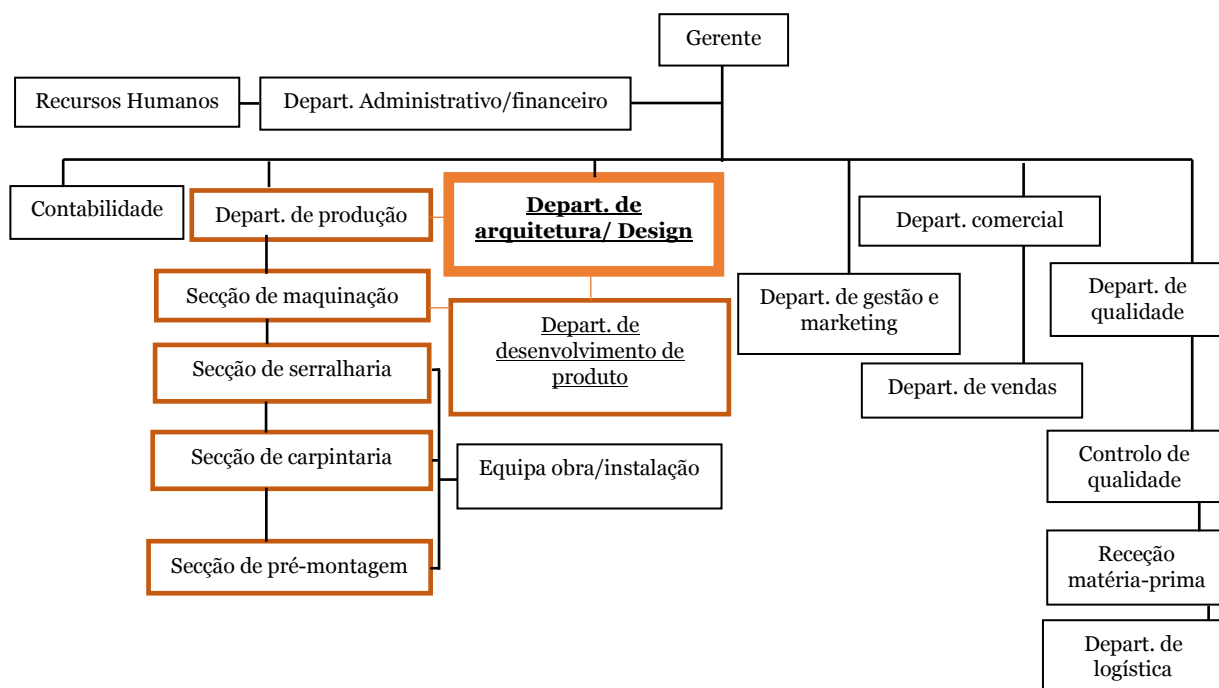 Gerente
Recursos Humanos
Depart. Administrativo/financeiro
Contabilidade
Depart. de produção
Depart. de
arquitetura/ Design
Depart. comercial
Secção de maquinação
Depart. de
desenvolvimento de
produto
Depart. de gestão e
marketing
Depart. de
qualidade
Secção de serralharia
Depart. de vendas
Secção de carpintaria
Equipa obra/instalação
Controlo de
qualidade
Secção de pré-montagem
Receção
matéria-prima
Depart. de
logística